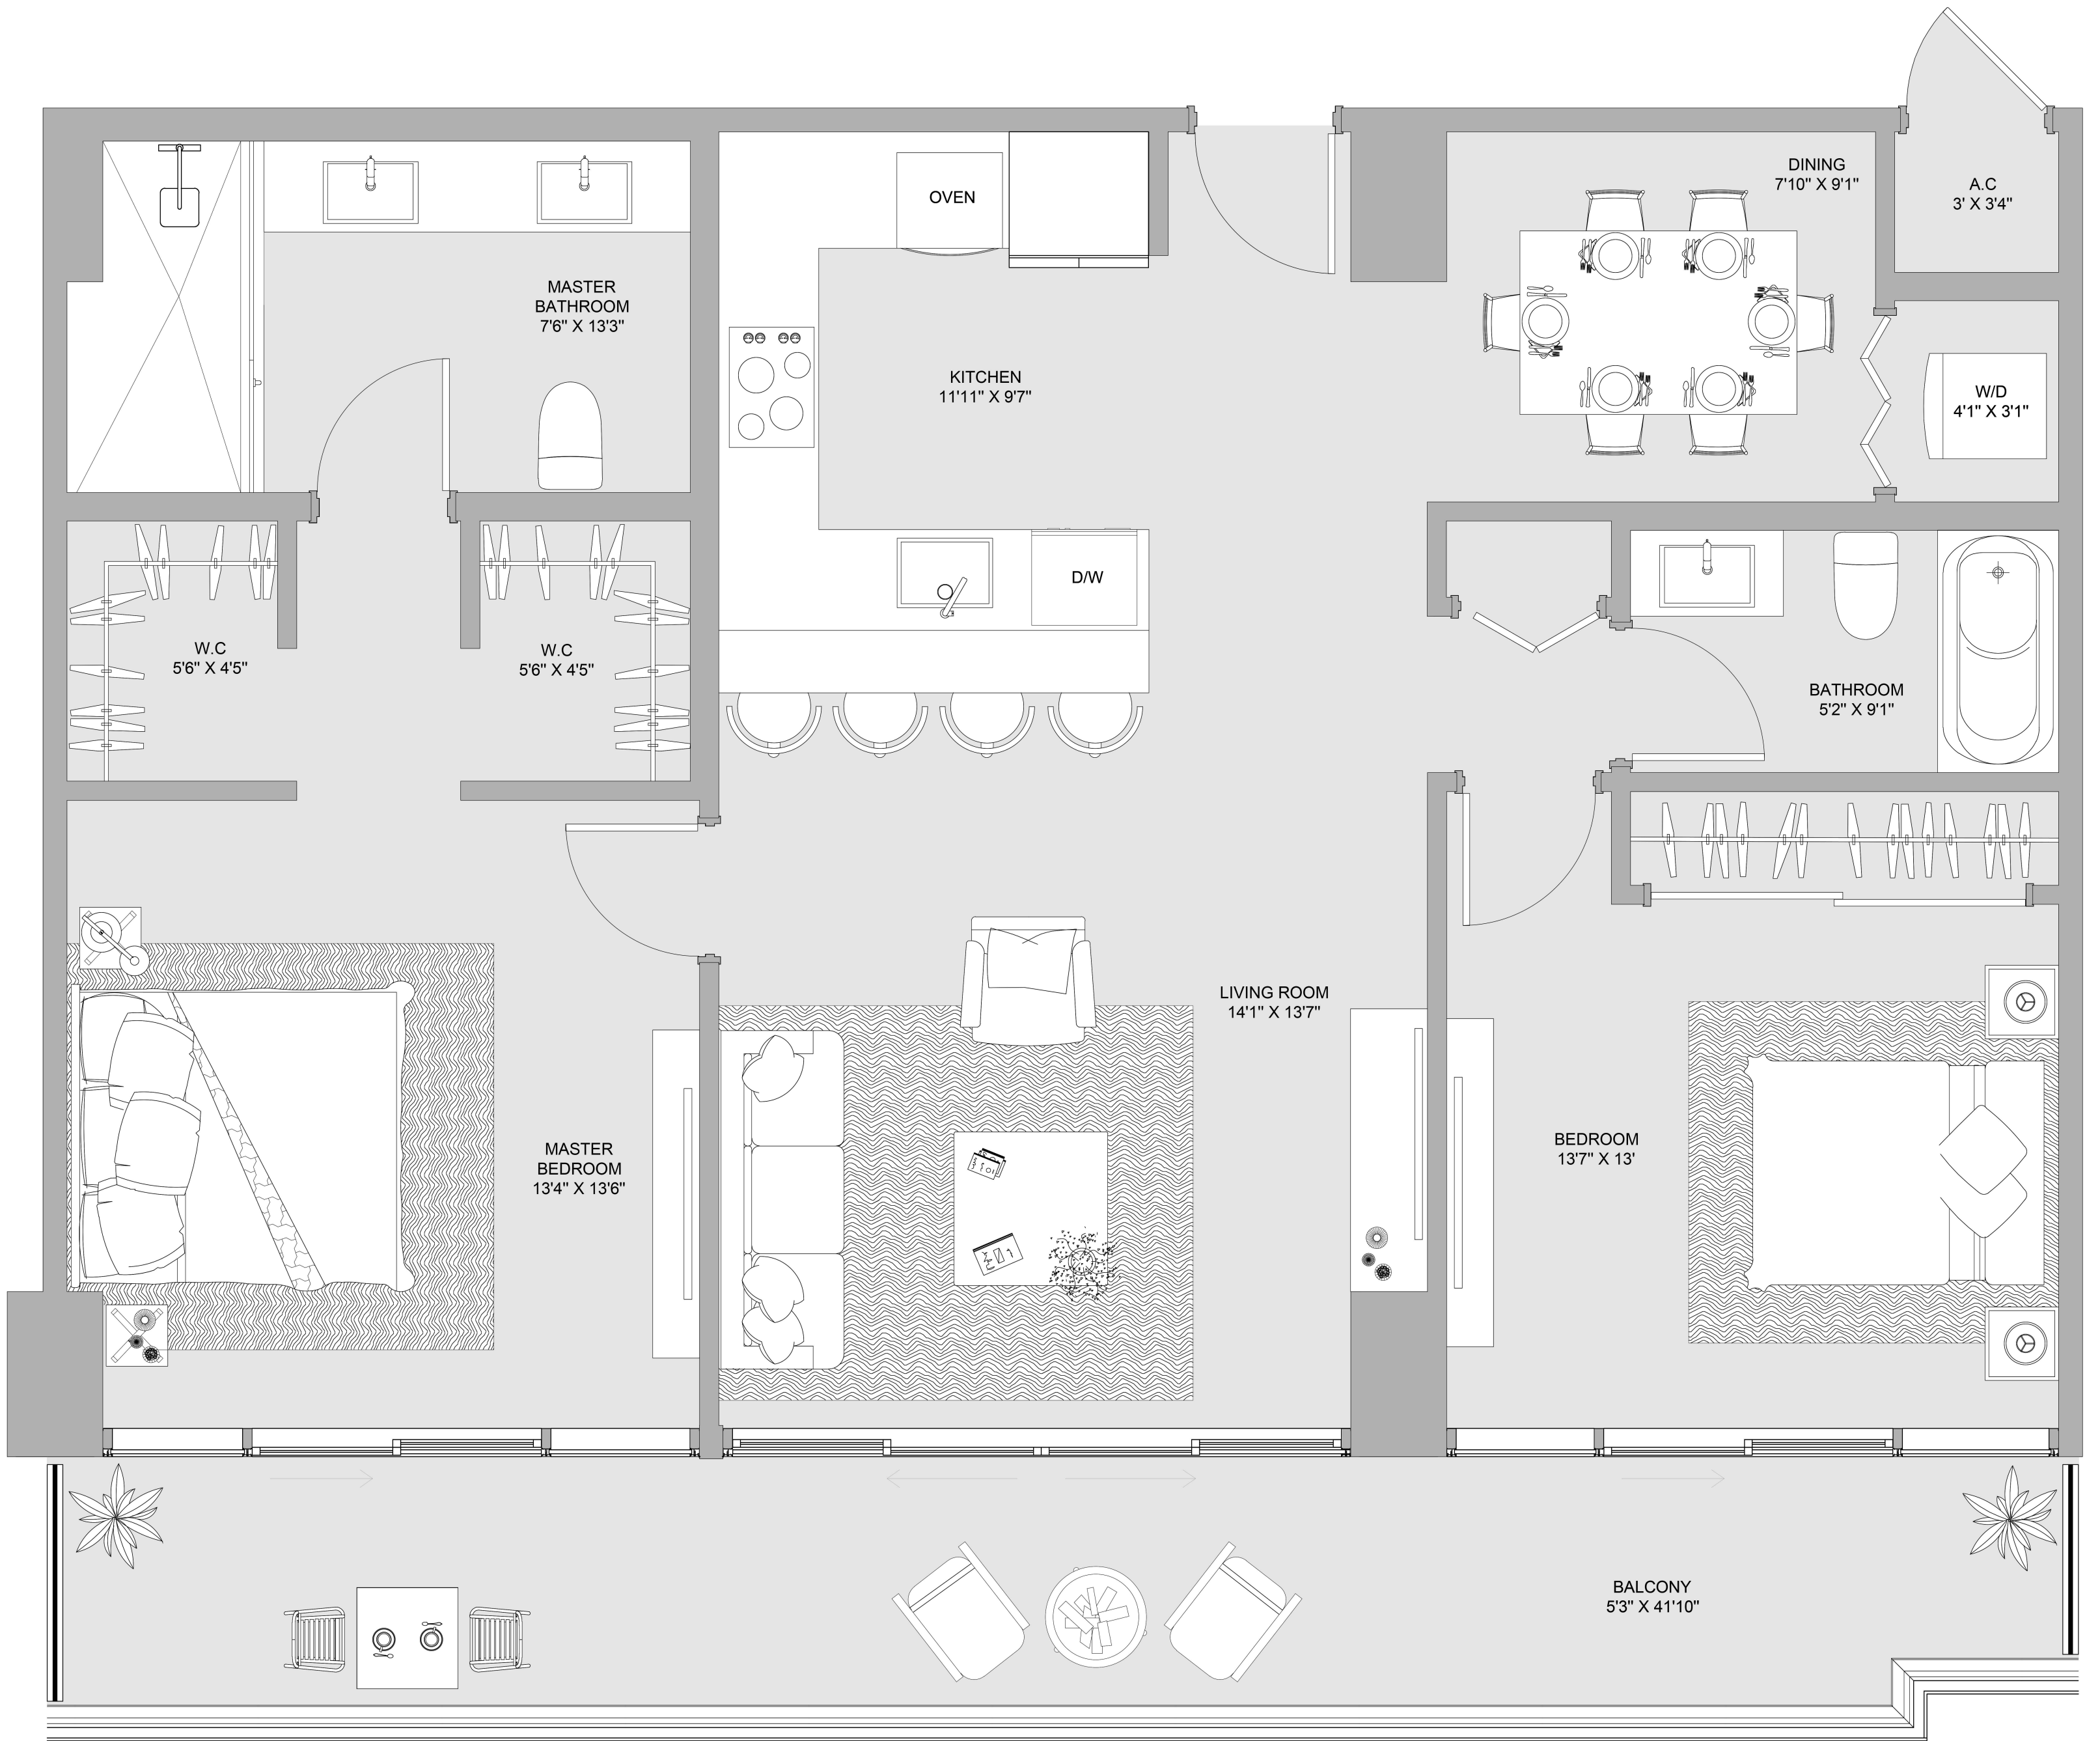 DINING
7'10" X 9'1"
A.C
3' X 3'4"
OVEN
MASTER
BATHROOM
7'6" X 13'3"
KITCHEN
11'11" X 9'7"
W/D
4'1" X 3'1"
D/W
W.C
5'6" X 4'5"
W.C
5'6" X 4'5"
BATHROOM
5'2" X 9'1"
LIVING ROOM
14'1" X 13'7"
MASTER
BEDROOM
13'4" X 13'6"
BEDROOM
13'7" X 13'
BALCONY
5'3" X 41'10"